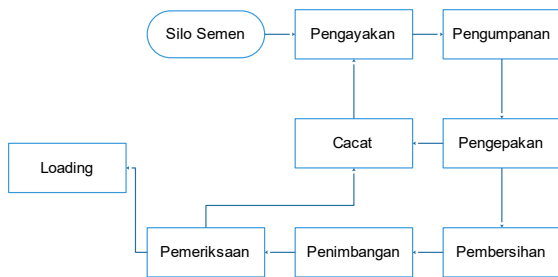 Silo Semen
Pengayakan
Pengumpanan
Cacat
Pengepakan
Loading
Pemeriksaan
Penimbangan
Pembersihan